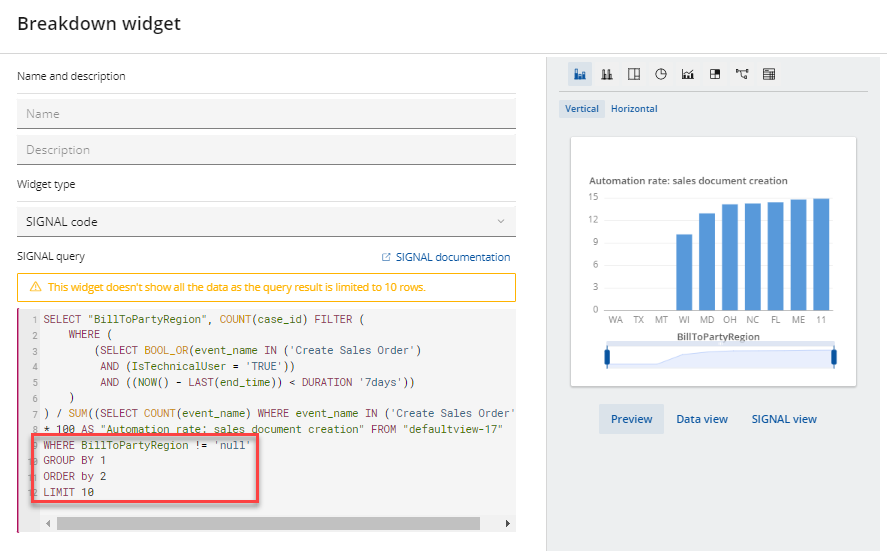 Breakdown widget
Name and description
Name
Description
Widget type
SIGNAL code
SIGNAL query
SIGNAL documentation
This widget doesn't show all the data as the query result is limited to 10 rows.
1 SELECT "BillToPartyRegion", COUNT(case_id) FILTER (
2 WHERE (
3 (SELECT BOOL_OR(event_name IN ('Create Sales Order')
4 AND (IsTechnicalUser = 'TRUE'))
5 AND ((NOW() - LAST(end_time)) < DURATION '7days'))
6 )
7 ) / SUM((SELECT COUNT(event_name) WHERE event_name IN ('Create Sales Order'
8 * 100 AS "Automation rate: sales document creation" FROM "defaultview-17"
9 WHERE BillToPartyRegion != 'null'
10 GROUP BY 1
11 ORDER by 2
12 LIMIT 10
Vertical Horizontal
Automation rate: sales document creation
15
12
9
6
3
0
WA TX MT WI MD OH NC FL ME 11
BillToPartyRegion
Preview Data view SIGNAL view